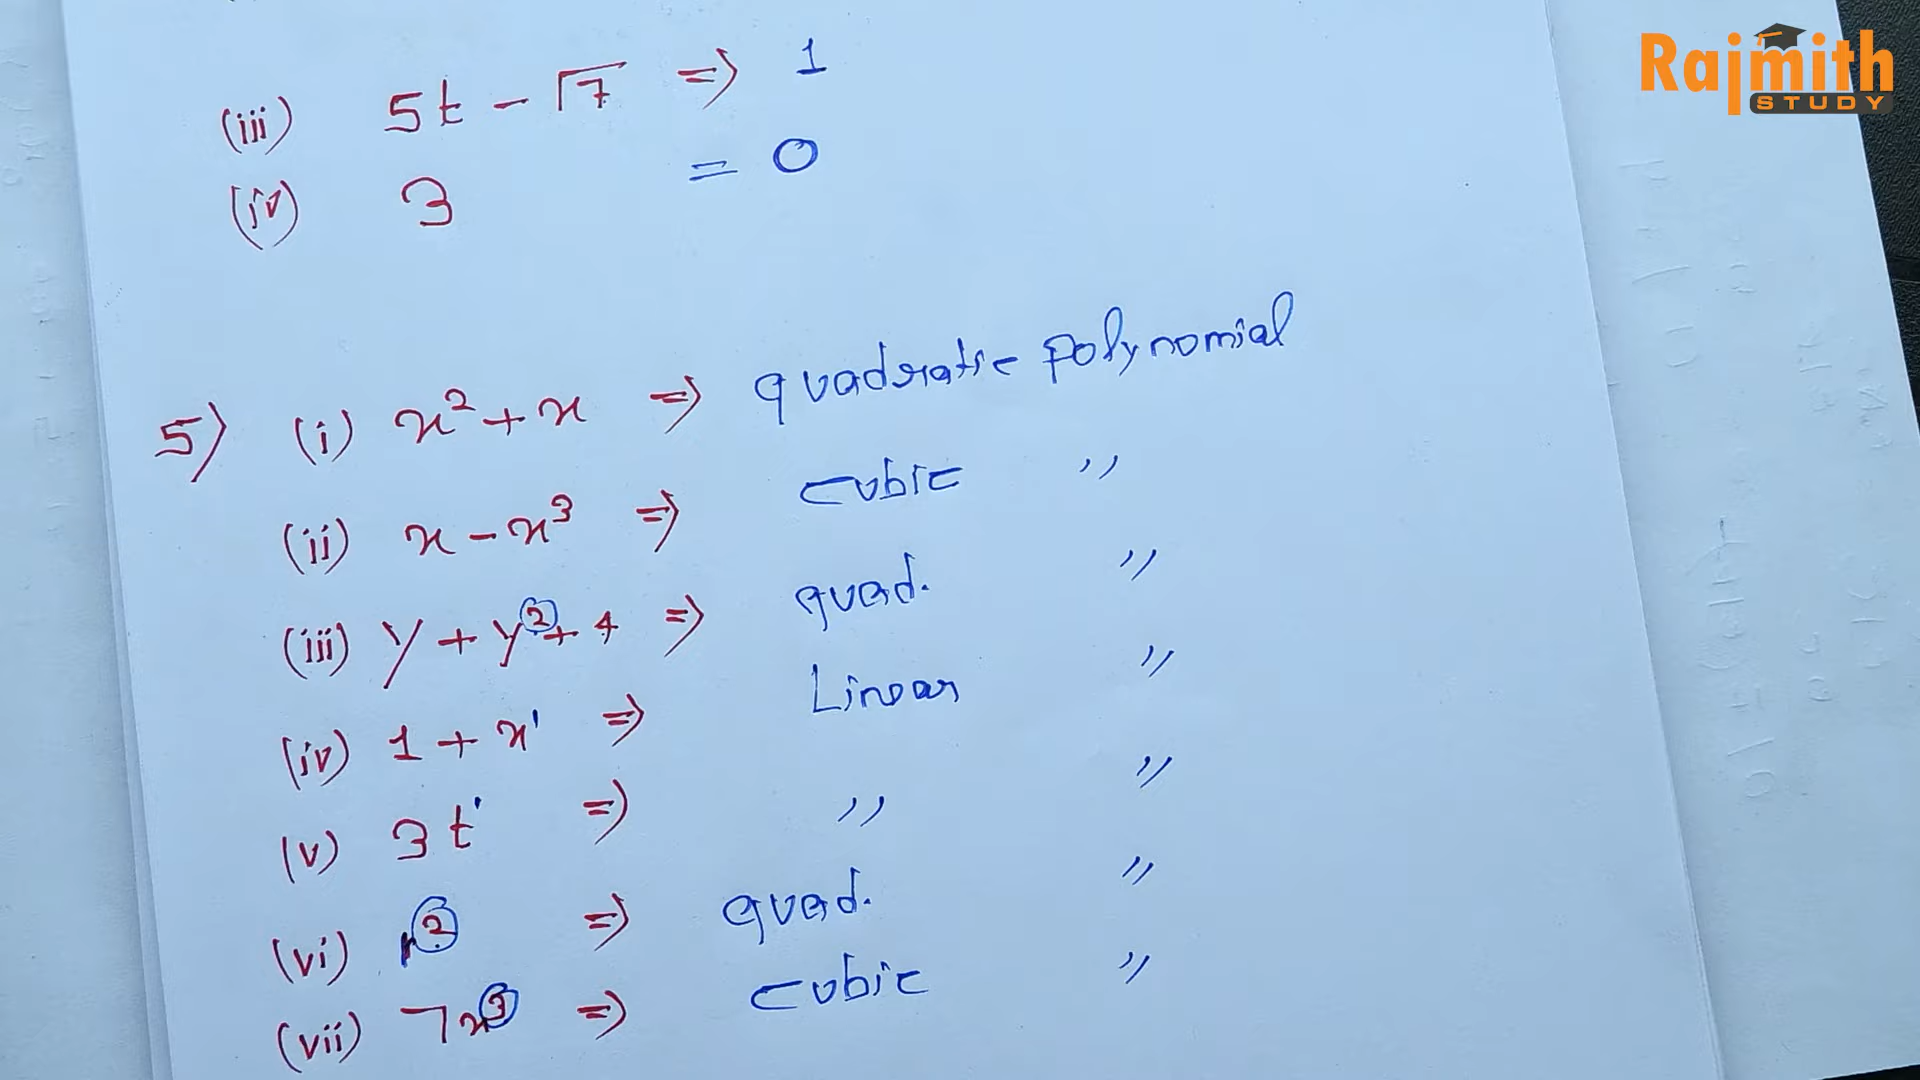 Rajmith
STUDY
(iii) 5t - √7 => 1
(iv) 3 = 0
5) (i) x² + x => quadratic polynomial
(ii) x - x³ => cubic "
(iii) y + y² + 4 => quad. "
(iv) 1 + x¹ => Linear "
(v) 3t¹ => " "
(vi) r² => quad. "
(vii) 7x³ => cubic "